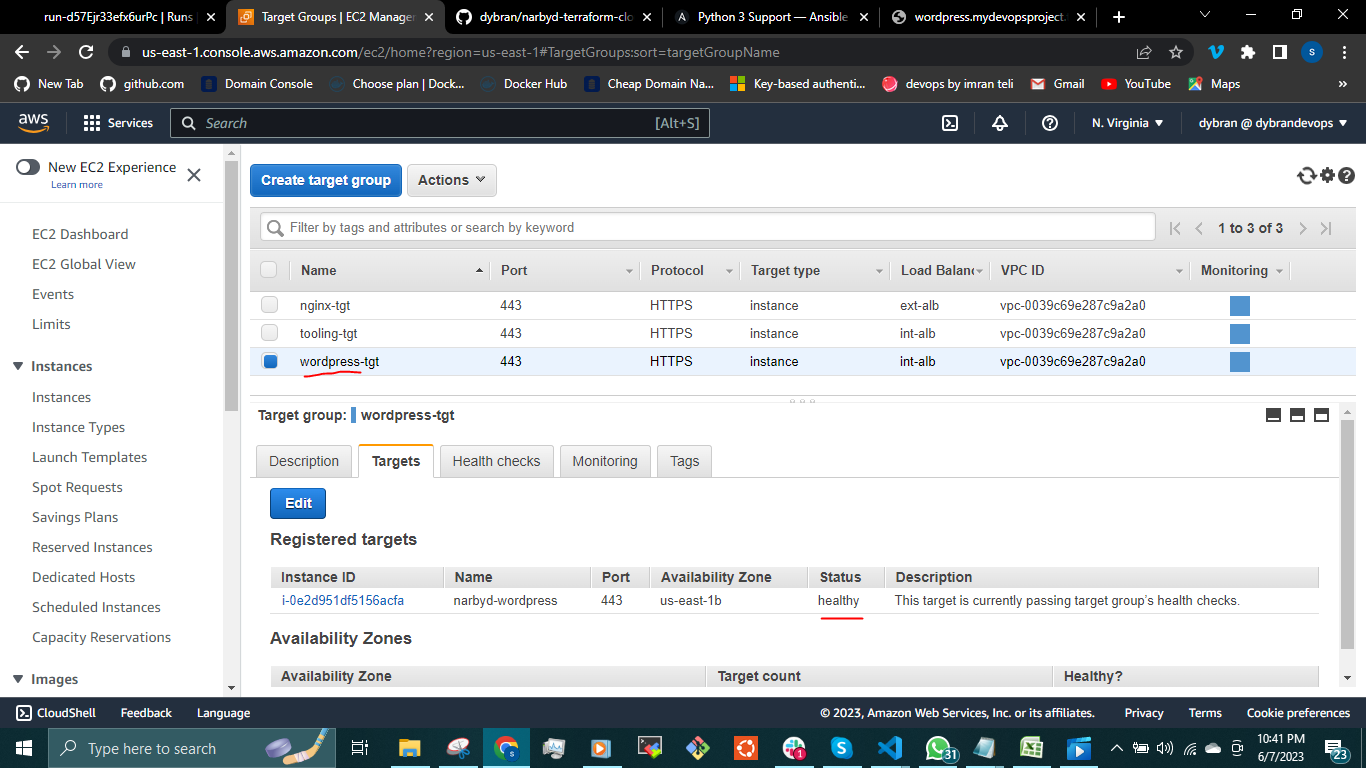 run-d57Ejr33efx6urPc | Runs
Target Groups | EC2 Manager
dybran/narbyd-terraform-clo
Python 3 Support — Ansible
wordpress.mydevopsproject.
us-east-1.console.aws.amazon.com/ec2/home?region=us-east-1#TargetGroups:sort=targetGroupName
S
New Tab
github.com
Domain Console
Choose plan | Dock...
Docker Hub
Cheap Domain Na...
Key-based authenti...
devops by imran teli
Gmail
YouTube
Maps
»
aws
Services
Search
[Alt+S]
N. Virginia
dybran @ dybrandevops
New EC2 Experience
Learn more
EC2 Dashboard
EC2 Global View
Events
Limits
Instances
Instances
Instance Types
Launch Templates
Spot Requests
Savings Plans
Reserved Instances
Dedicated Hosts
Scheduled Instances
Capacity Reservations
Images
Create target group
Actions
Filter by tags and attributes or search by keyword
1 to 3 of 3
Name Port Protocol Target type Load Balanc VPC ID Monitoring
nginx-tgt 443 HTTPS instance ext-alb vpc-0039c69e287c9a2a0
tooling-tgt 443 HTTPS instance int-alb vpc-0039c69e287c9a2a0
wordpress-tgt 443 HTTPS instance int-alb vpc-0039c69e287c9a2a0
Target group: wordpress-tgt
Description Targets Health checks Monitoring Tags
Edit
Registered targets
Instance ID Name Port Availability Zone Status Description
i-0e2d951df5156acfa narbyd-wordpress 443 us-east-1b healthy This target is currently passing target group's health checks.
Availability Zones
Availability Zone Target count Healthy?
CloudShell
Feedback
Language
© 2023, Amazon Web Services, Inc. or its affiliates.
Privacy
Terms
Cookie preferences
Type here to search
1
31
10:41 PM
6/7/2023
23